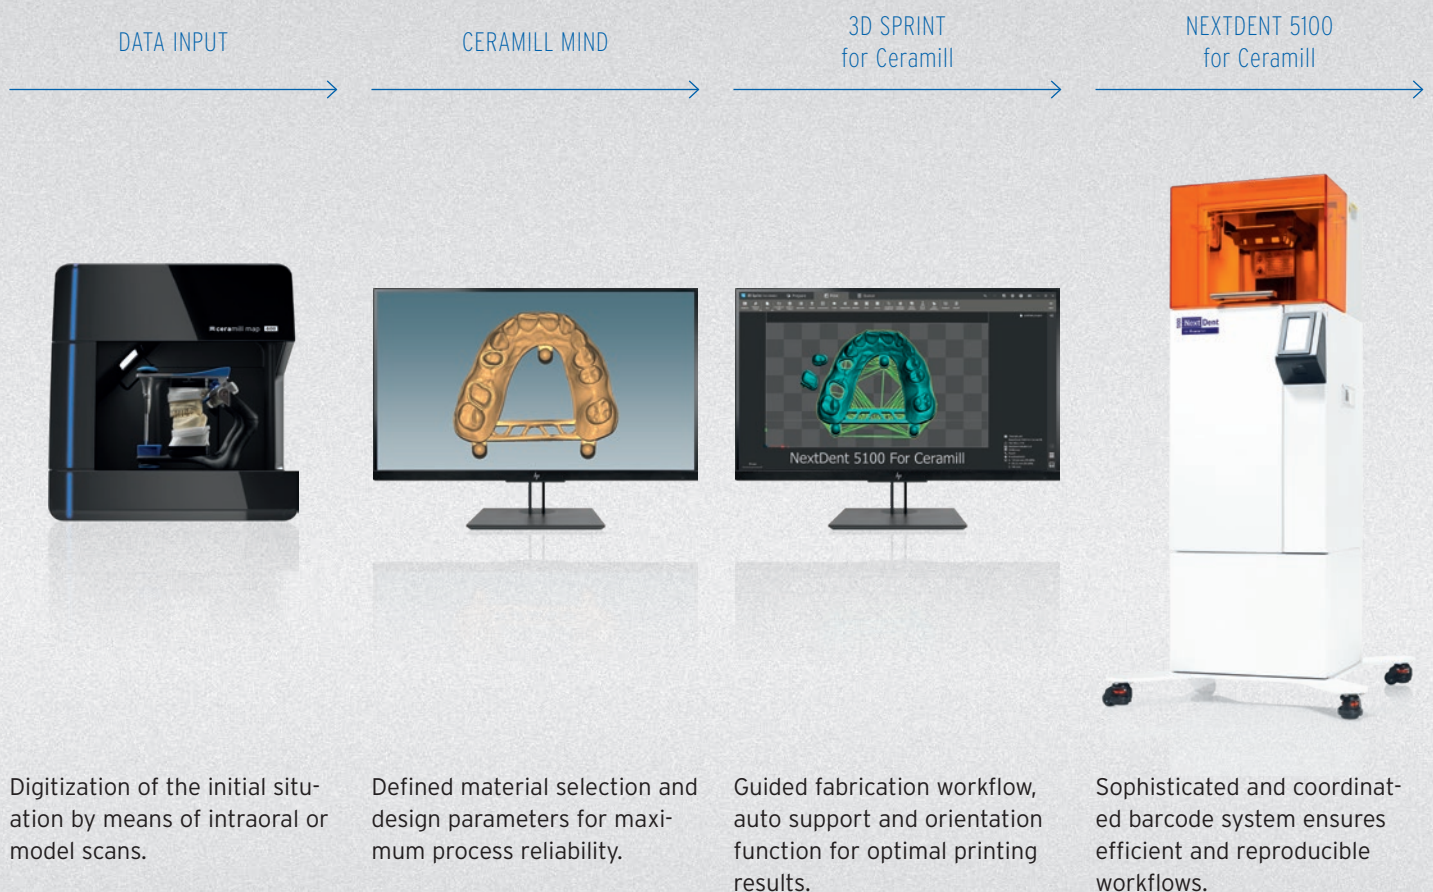 DATA INPUT
CERAMILL MIND
3D SPRINT
for Ceramill
NEXTDENT 5100
for Ceramill
ceramill map
NextDent
NextDent 5100 For Ceramill
hp
hp
Digitization of the initial situ-
ation by means of intraoral or
model scans.
Defined material selection and
design parameters for maxi-
mum process reliability.
Guided fabrication workflow,
auto support and orientation
function for optimal printing
results.
Sophisticated and coordinat-
ed barcode system ensures
efficient and reproducible
workflows.